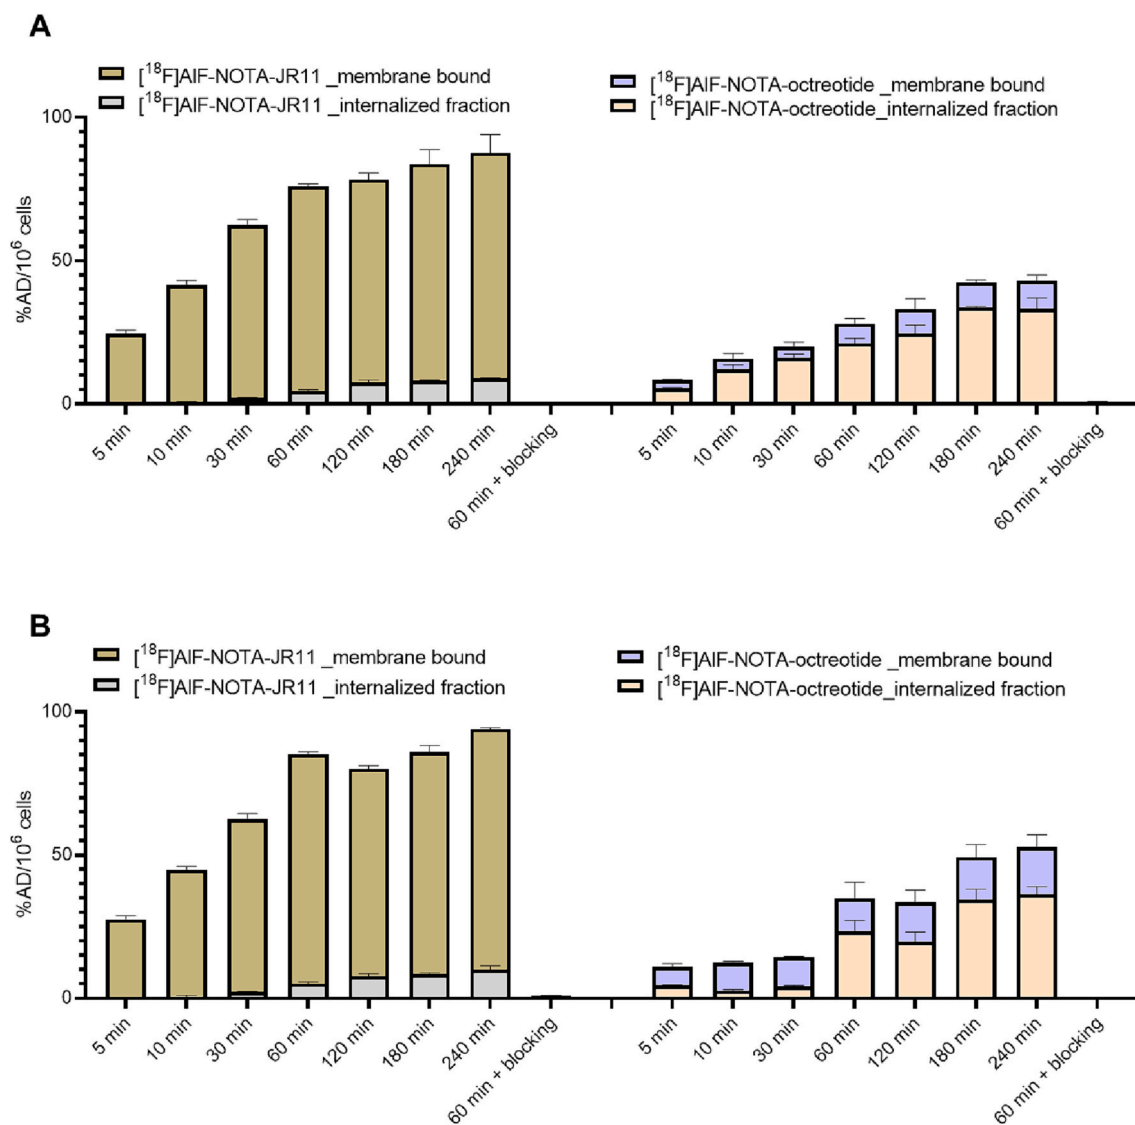 A
[¹⁸F]AlF-NOTA-JR11 _membrane bound
[¹⁸F]AlF-NOTA-JR11 _internalized fraction
[¹⁸F]AlF-NOTA-octreotide _membrane bound
[¹⁸F]AlF-NOTA-octreotide_internalized fraction
%AD/10⁶ cells
100
50
0
5 min
10 min
30 min
60 min
120 min
180 min
240 min
60 min + blocking
5 min
10 min
30 min
60 min
120 min
180 min
240 min
60 min + blocking
B
[¹⁸F]AlF-NOTA-JR11 _membrane bound
[¹⁸F]AlF-NOTA-JR11 _internalized fraction
[¹⁸F]AlF-NOTA-octreotide _membrane bound
[¹⁸F]AlF-NOTA-octreotide_internalized fraction
%AD/10⁶ cells
100
50
0
5 min
10 min
30 min
60 min
120 min
180 min
240 min
60 min + blocking
5 min
10 min
30 min
60 min
120 min
180 min
240 min
60 min + blocking